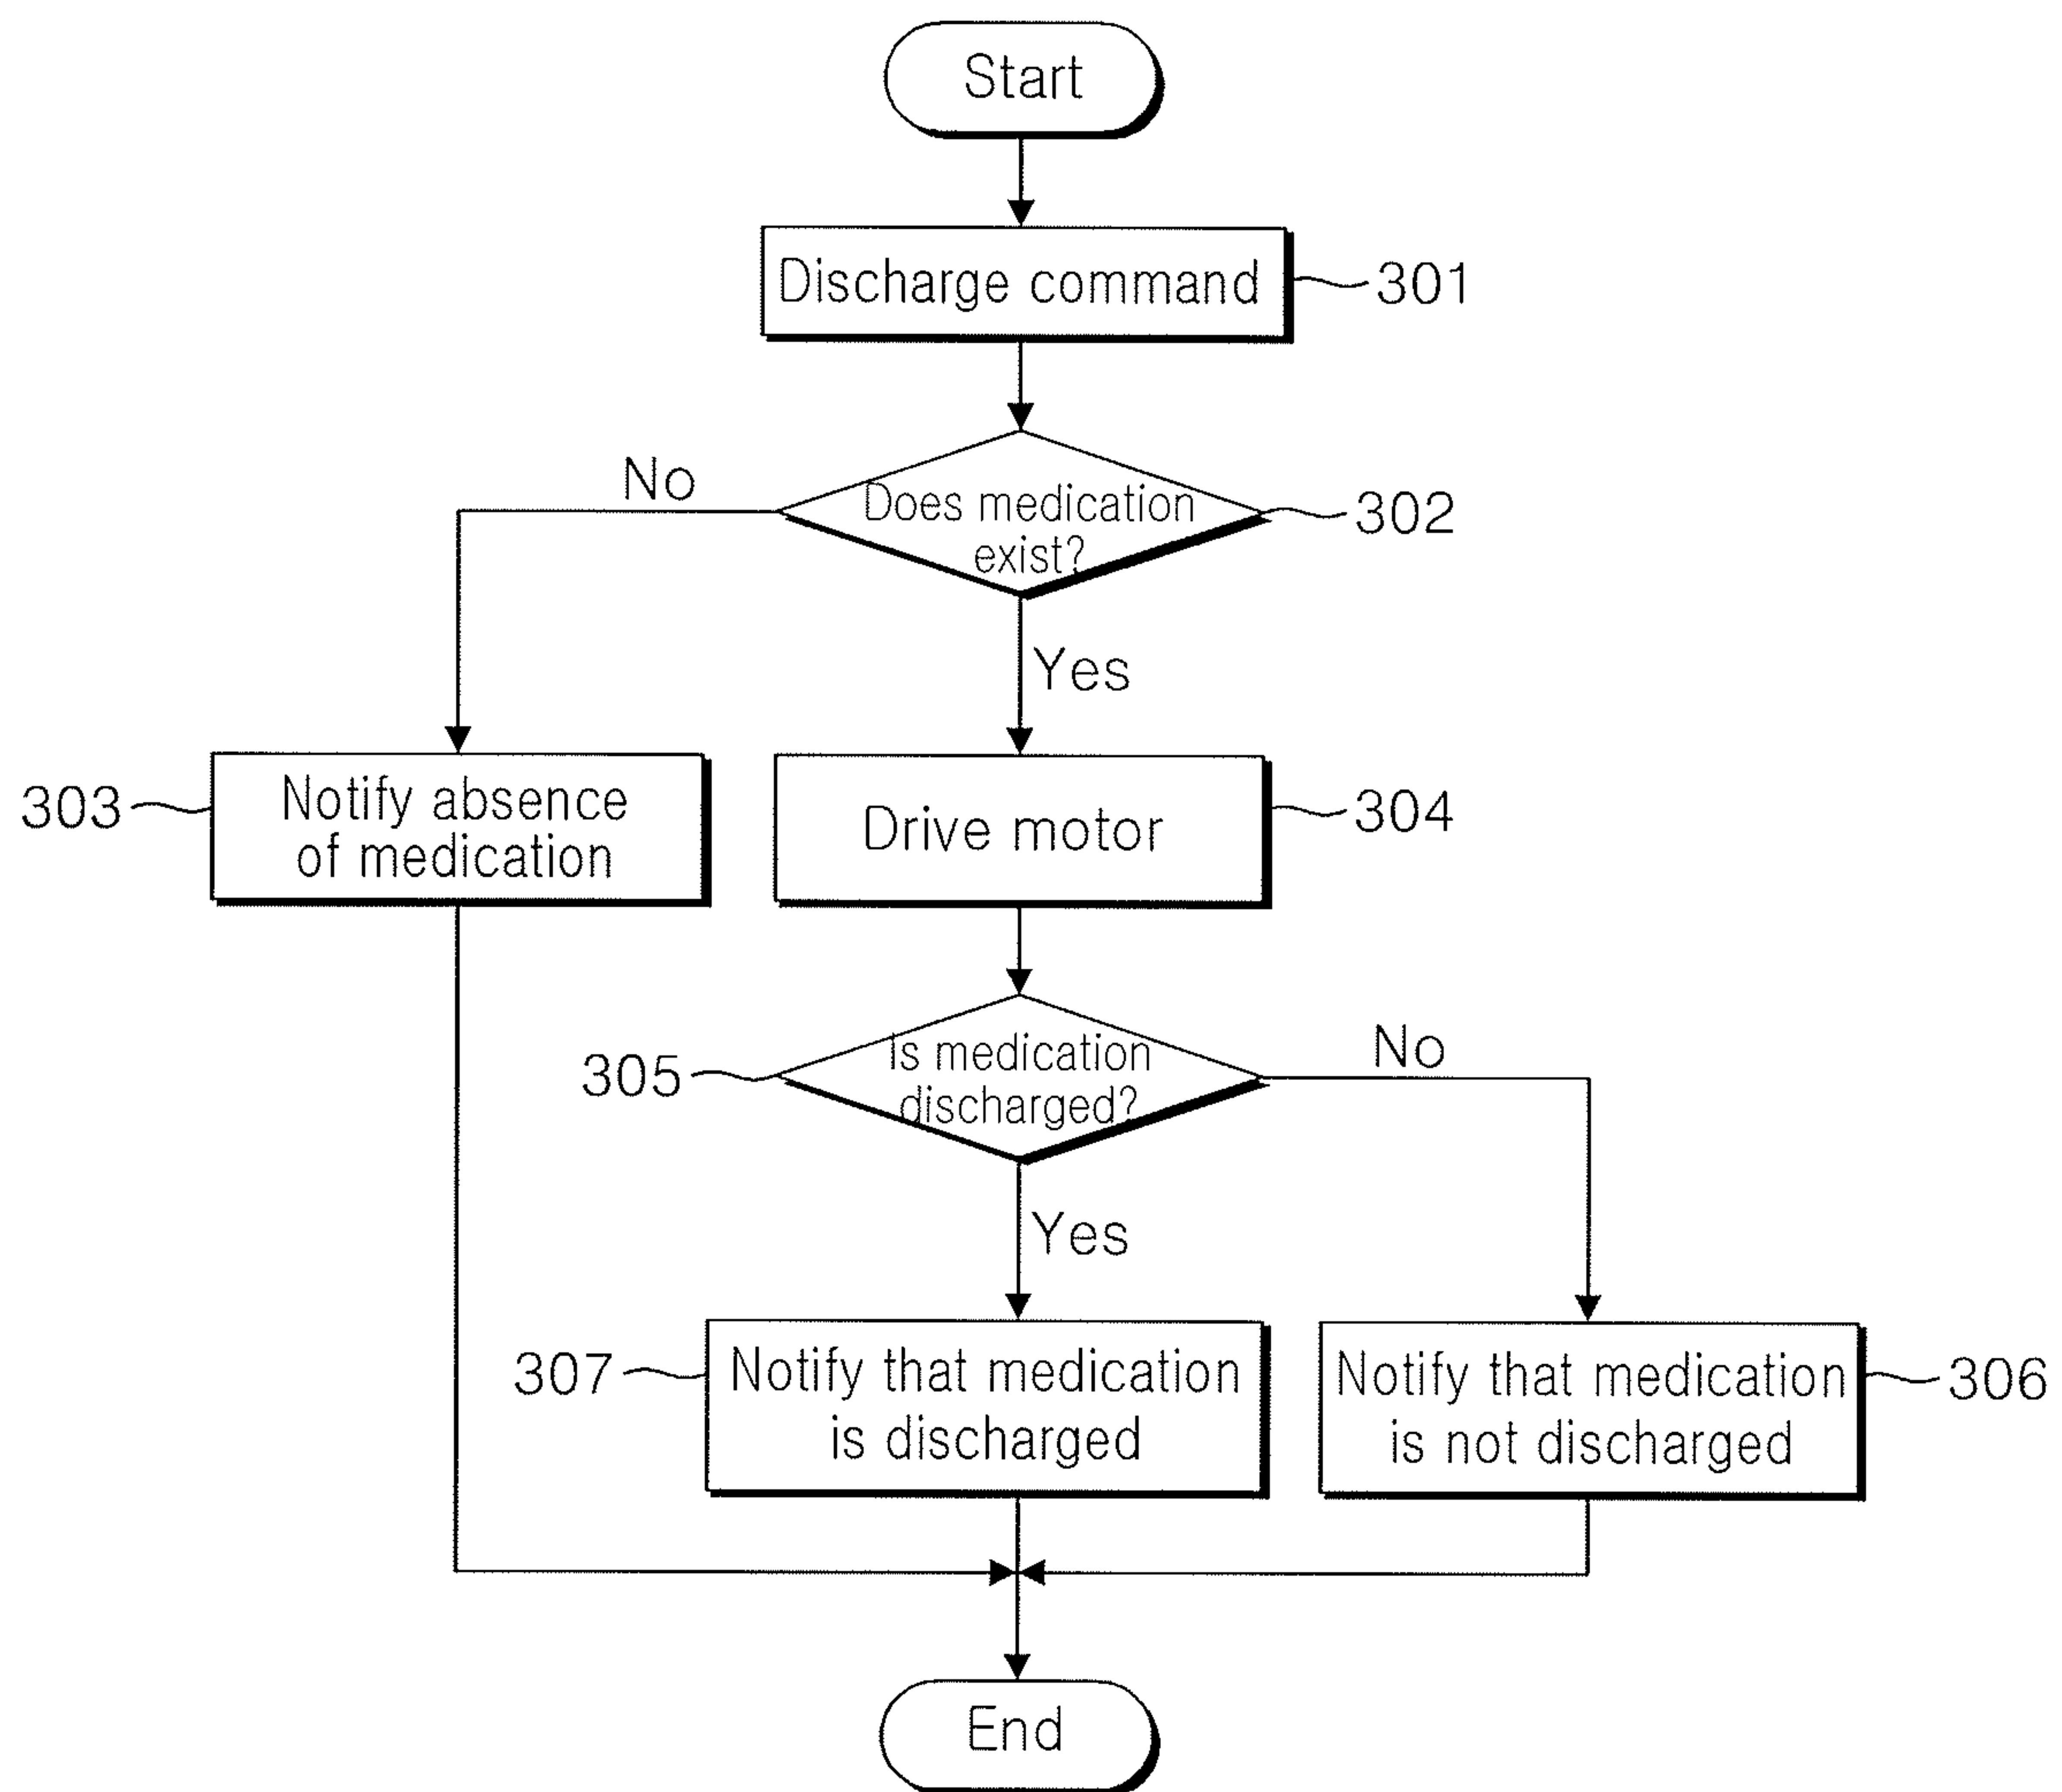 Start
Discharge command
301
No
Does medication
exist?
302
Yes
303
Notify absence
of medication
Drive motor
304
305
Is medication
discharged?
No
Yes
307
Notify that medication
is discharged
Notify that medication
is not discharged
306
End